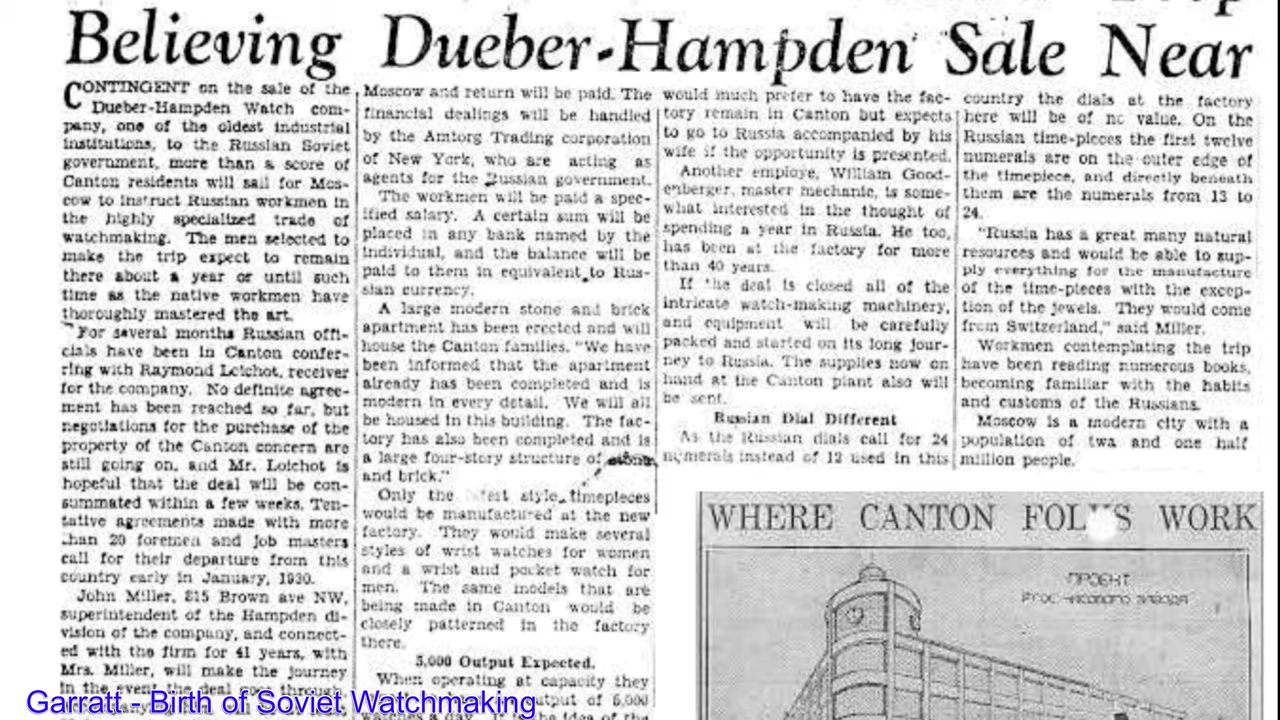 Believing Dueber-Hampden Sale Near
CONTINGENT on the sale of the
Dueber-Hampden Watch com-
pany, one of the oldest industrial
institutions, to the Russian Soviet
government, more than a score of
Canton residents will sail for Mos-
cow to instruct Russian workmen in
the highly specialized trade of
watchmaking. The men selected to
make the trip expect to remain
there about a year or until such
time as the native workmen have
thoroughly mastered the art.
For several months Russian offi-
cials have been in Canton confer-
ring with Raymond Loichot, receiver
for the company. No definite agree-
ment has been reached so far, but
negotiations for the purchase of the
property of the Canton concern are
still going on, and Mr. Loichot is
hopeful that the deal will be con-
summated within a few weeks. Ten-
tative agreements made with more
than 20 foremen and job masters
call for their departure from this
country early in January, 1930.
John Miller, 815 Brown ave NW,
superintendent of the Hampden di-
vision of the company, and connect-
ed with the firm for 41 years, with
Mrs. Miller, will make the journey
in the event the deal goes through
Moscow and return will be paid. The
financial dealings will be handled
by the Amtorg Trading corporation
of New York, who are acting as
agents for the Russian government.
The workmen will be paid a spec-
ified salary. A certain sum will be
placed in any bank named by the
individual, and the balance will be
paid to them in equivalent to Rus-
sian currency.
A large modern stone and brick
apartment has been erected and will
house the Canton families. "We have
been informed that the apartment
already has been completed and is
modern in every detail. We will all
be housed in this building. The fac-
tory has also been completed and is
a large four-story structure of stone
and brick."
Only the style timepieces
would be manufactured at the new
factory. They would make several
styles of wrist watches for women
and a wrist and pocket watch for
men. The same models that are
being made in Canton would be
closely patterned in the factory
there.
5,000 Output Expected.
When operating at capacity they
output of 5,000
watches a day. It is the idea of the
would much prefer to have the fac-
tory remain in Canton but expects
to go to Russia accompanied by his
wife if the opportunity is presented.
Another employe, William Good-
enberger, master mechanic, is some-
what interested in the thought of
spending a year in Russia. He too,
has been at the factory for more
than 40 years.
If the deal is closed all of the
intricate watch-making machinery,
and equipment will be carefully
packed and started on its long jour-
ney to Russia. The supplies now on
hand at the Canton plant also will
be sent.
Russian Dial Different
As the Russian dials call for 24
numerals instead of 12 used in this
country the dials at the factory
here will be of no value. On the
Russian time-pieces the first twelve
numerals are on the outer edge of
the timepiece, and directly beneath
them are the numerals from 13 to
24.
"Russia has a great many natural
resources and would be able to sup-
ply everything for the manufacture
of the time-pieces with the excep-
tion of the jewels. They would come
from Switzerland," said Miller.
Workmen contemplating the trip
have been reading numerous books,
becoming familiar with the habits
and customs of the Russians.
Moscow is a modern city with a
population of twa and one half
million people.
WHERE CANTON FOLKS WORK
ПРОЕКТ
ЧАСОВОГО ЗАВОДА
Garratt - Birth of Soviet Watchmaking